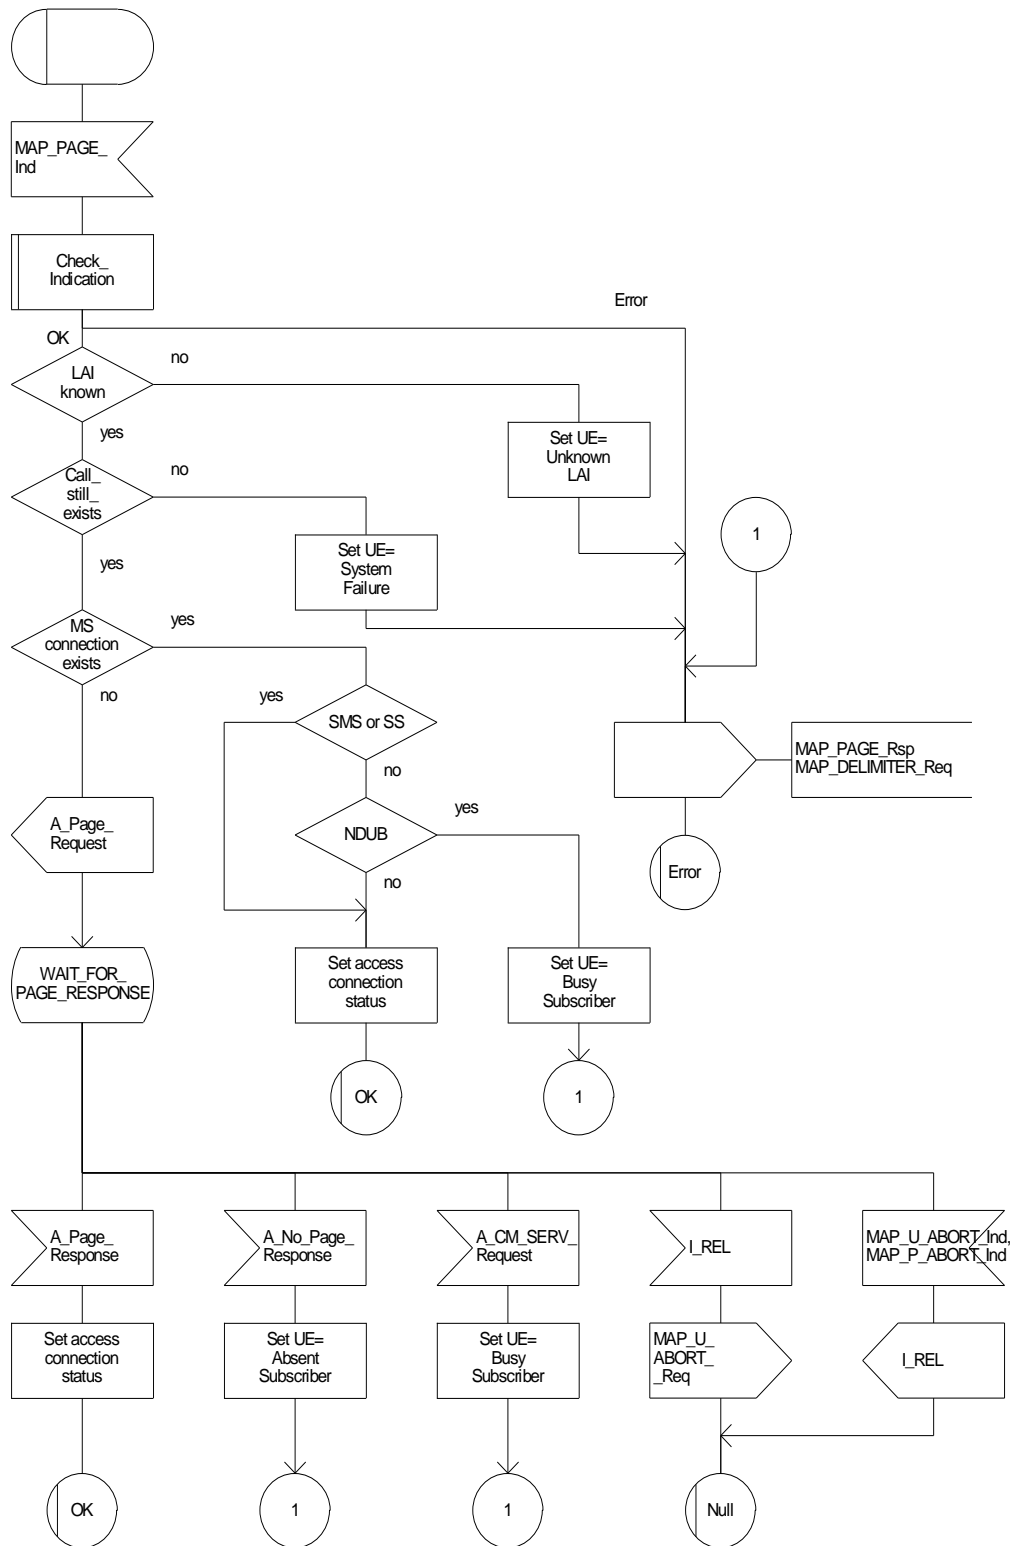 MAP_PAGE_
Ind
Check_
Indication
Error
OK
LAI
known
no
yes
Set UE=
Unknown
LAI
Call_
still_
exists
no
yes
Set UE=
System
Failure
1
MS
connection
exists
yes
no
SMS or SS
yes
no
MAP_PAGE_Rsp
MAP_DELIMITER_Req
A_Page_
Request
NDUB
yes
no
Error
WAIT_FOR_
PAGE_RESPONSE
Set access
connection
status
Set UE=
Busy
Subscriber
OK
1
A_Page_
Response
A_No_Page_
Response
A_CM_SERV_
Request
I_REL
MAP_U_ABORT_Ind,
MAP_P_ABORT_Ind
Set access
connection
status
Set UE=
Absent
Subscriber
Set UE=
Busy
Subscriber
MAP_U_
ABORT_
_Req
I_REL
OK
1
1
Null